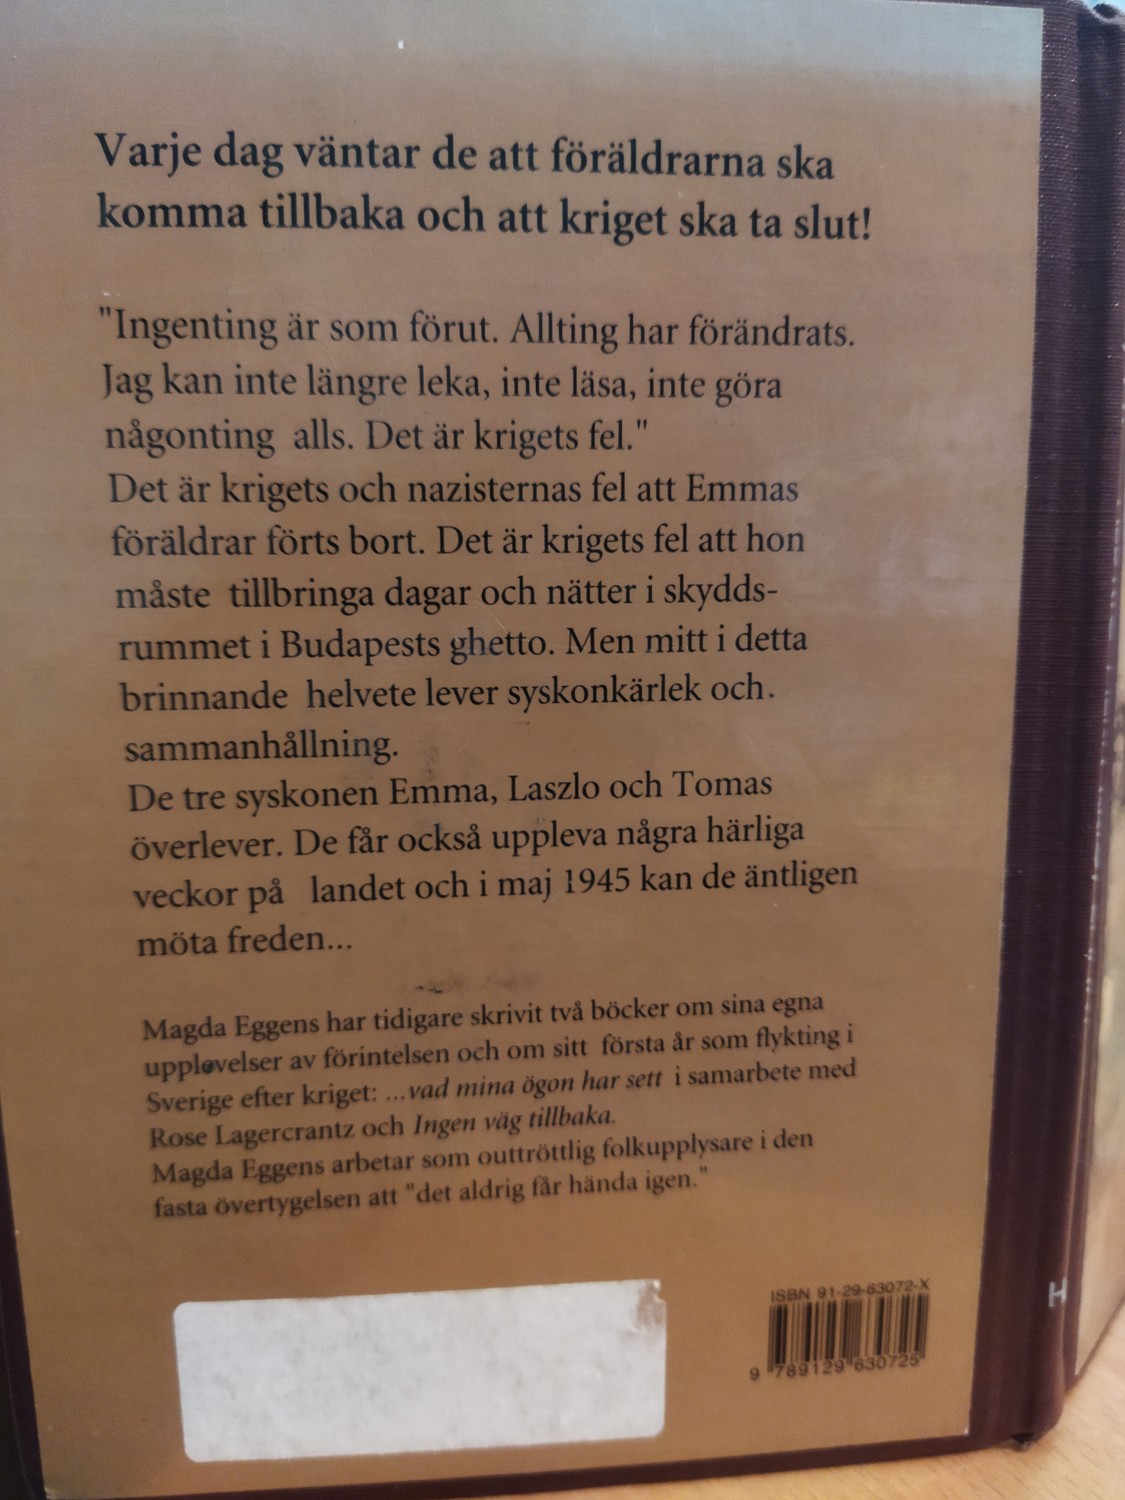 Varje dag väntar de att föräldrarna ska
komma tillbaka och att kriget ska ta slut!
"Ingenting är som förut. Allting har förändrats.
Jag kan inte längre leka, inte läsa, inte göra
någonting alls. Det är krigets fel."
Det är krigets och nazisternas fel att Emmas
föräldrar förts bort. Det är krigets fel att hon
måste tillbringa dagar och nätter i skydds-
rummet i Budapests ghetto. Men mitt i detta
brinnande helvete lever syskonkärlek och.
sammanhållning.
De tre syskonen Emma, Laszlo och Tomas
överlever. De får också uppleva några härliga
veckor på landet och i maj 1945 kan de äntligen
möta freden...
Magda Eggens har tidigare skrivit två böcker om sina egna
upplevelser av förintelsen och om sitt första år som flykting i
Sverige efter kriget: ...vad mina ögon har sett i samarbete med
Rose Lagercrantz och Ingen väg tillbaka.
Magda Eggens arbetar som outtröttlig folkupplysare i den
fasta övertygelsen att "det aldrig får hända igen."
ISBN 91-29-63072-X
9 789129 630725
H